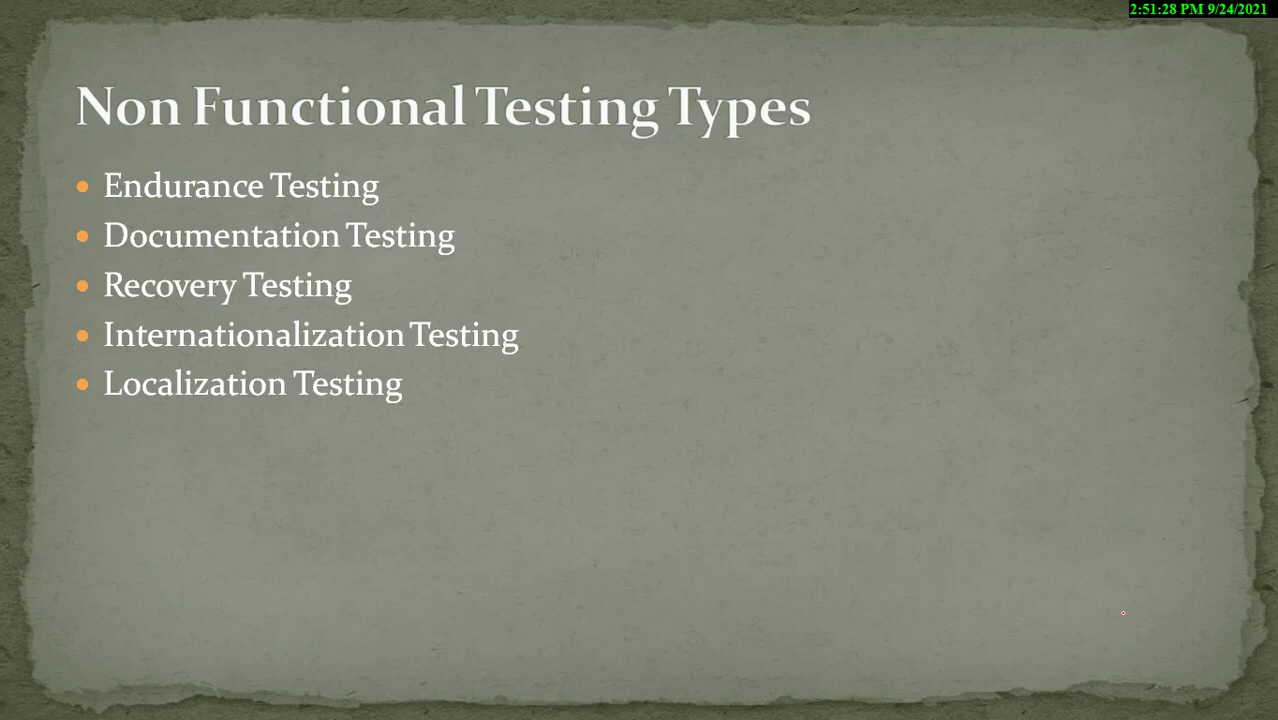 2:51:28 PM 9/24/2021
Non Functional Testing Types
Endurance Testing
Documentation Testing
Recovery Testing
Internationalization Testing
Localization Testing